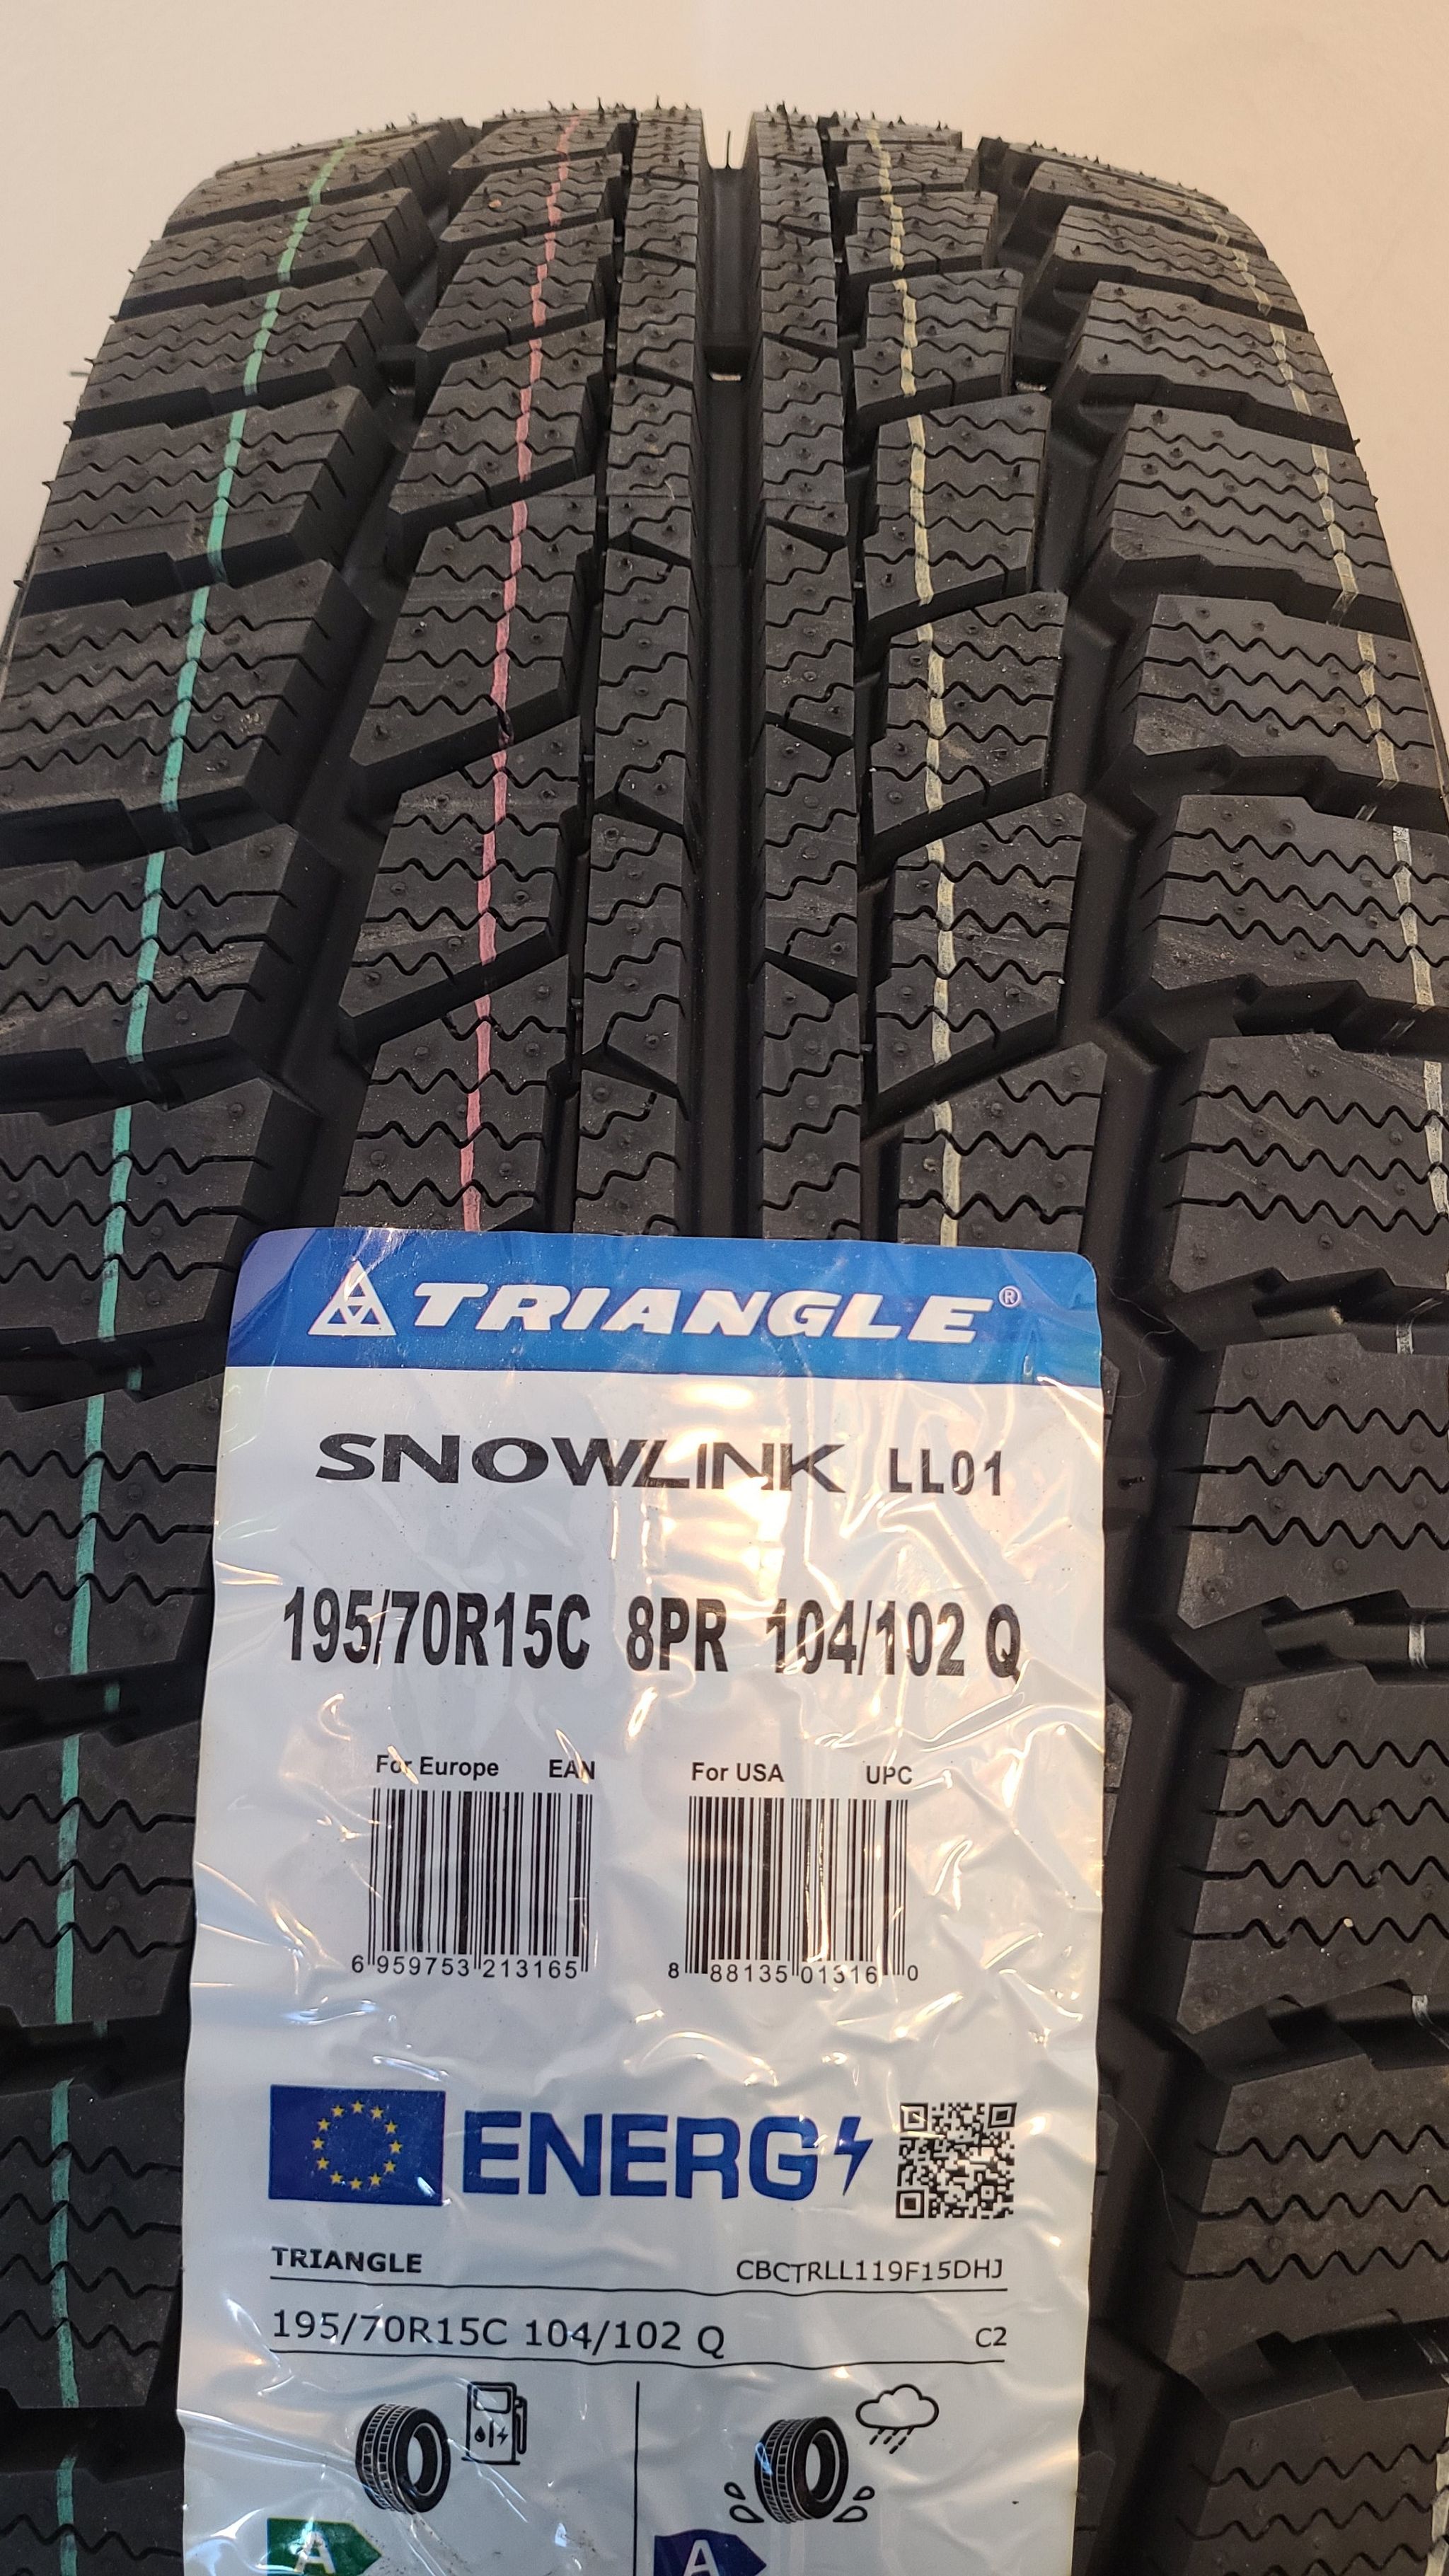 TRIANGLE®
SNOWLINK LL01
195/70R15C 8PR 104/102 Q
For Europe EAN For USA UPC
6 959753 213165 8 88135 01316 0
ENERG
TRIANGLE CBCTRLL119F15DHJ
195/70R15C 104/102 Q C2
A A